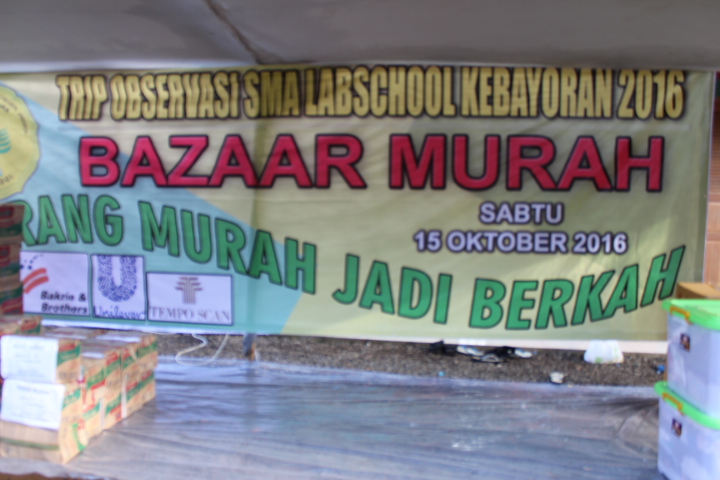 TRIP OBSERVASI SMA LABSCHOOL KEBAYORAN 2016
BAZAAR MURAH
SABTU
15 OKTOBER 2016
RANG MURAH JADI BERKAH
Bakrie &
Brothers
Unilever
TEMPO SCAN